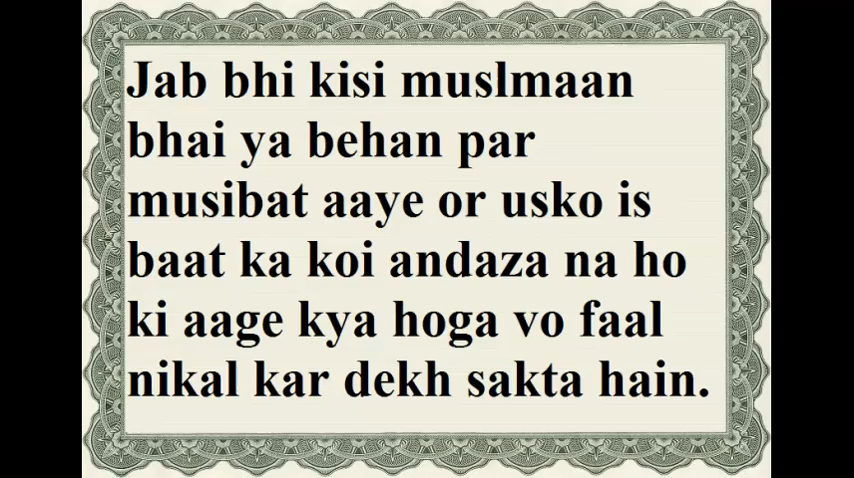 Jab bhi kisi muslmaan
bhai ya behan par
musibat aaye or usko is
baat ka koi andaza na ho
ki aage kya hoga vo faal
nikal kar dekh sakta hain.